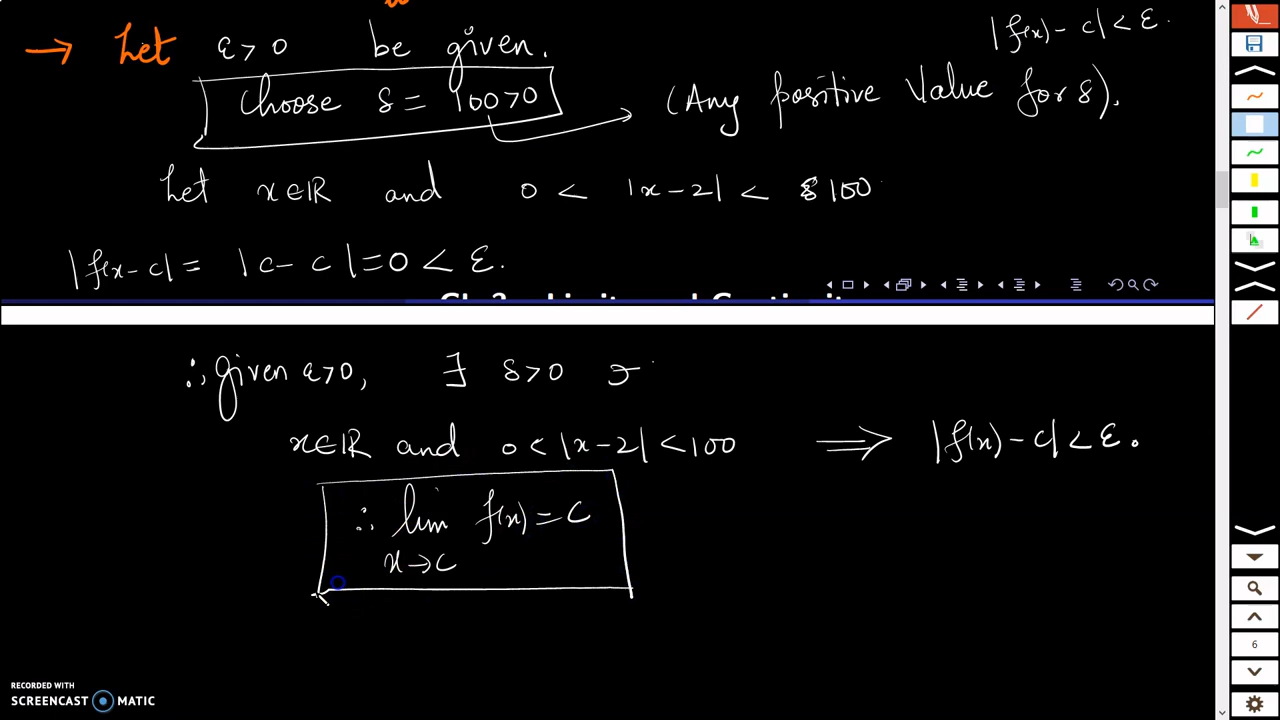 |f(x) - c| < ε.
→ Let ε > 0 be given.
Choose δ = 100 > 0
(Any positive value for δ).
Let x ∈ ℝ and 0 < |x - 2| < 100
|f(x - c| = |c - c| = 0 < ε.
∴ given ε > 0, ∃ δ > 0
x ∈ ℝ and 0 < |x - 2| < 100 ⟹ |f(x) - c| < ε.
∴ lim f(x) = c
x → c
6
RECORDED WITH
SCREENCAST MATIC